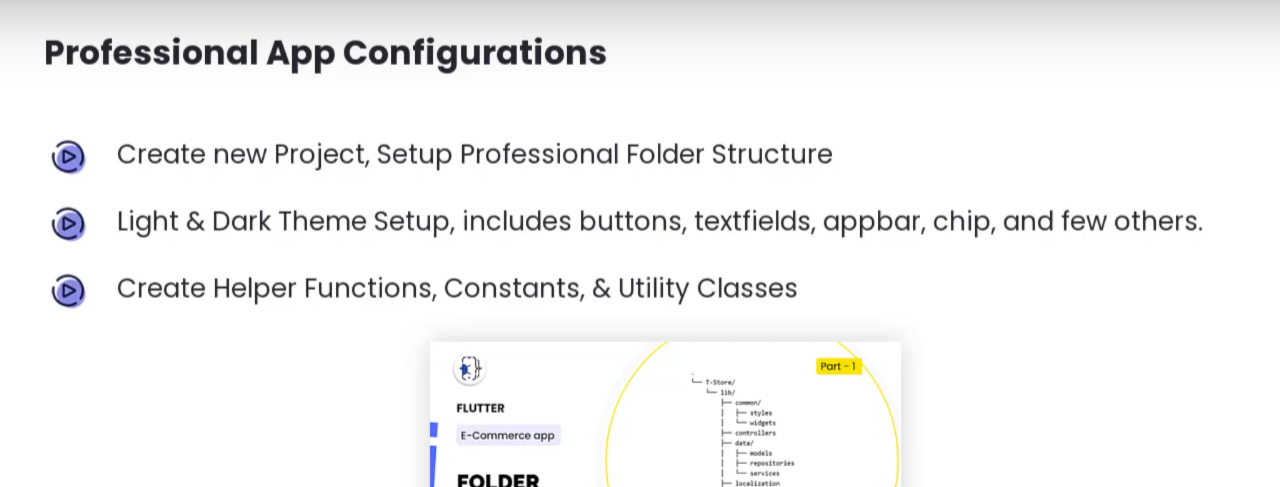 Professional App Configurations
Create new Project, Setup Professional Folder Structure
Light & Dark Theme Setup, includes buttons, textfields, appbar, chip, and few others.
Create Helper Functions, Constants, & Utility Classes
Part - 1
FLUTTER
E-Commerce app
FOLDER
.
└─ T-Store/
└─ lib/
├─ common/
│ ├─ styles
│ └─ widgets
├─ controllers
├─ data/
│ ├─ models
│ ├─ repositories
│ └─ services
├─ localization